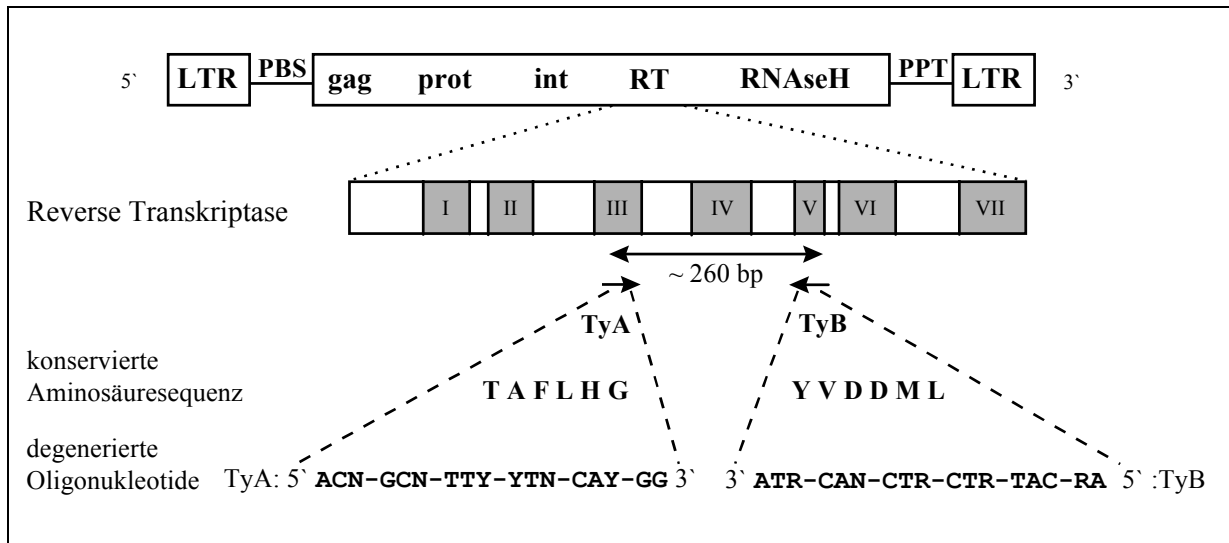 5` LTR PBS gag prot int RT RNAseH PPT LTR 3`
Reverse Transkriptase I II III IV V VI VII
~ 260 bp
TyA TyB
konservierte
Aminosäuresequenz T A F L H G Y V D D M L
degenerierte
Oligonukleotide TyA: 5` ACN-GCN-TTY-YTN-CAY-GG 3` 3` ATR-CAN-CTR-CTR-TAC-RA 5` :TyB